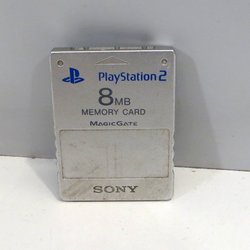 PlayStation 2
8MB
MEMORY CARD
MAGICGATE
SONY